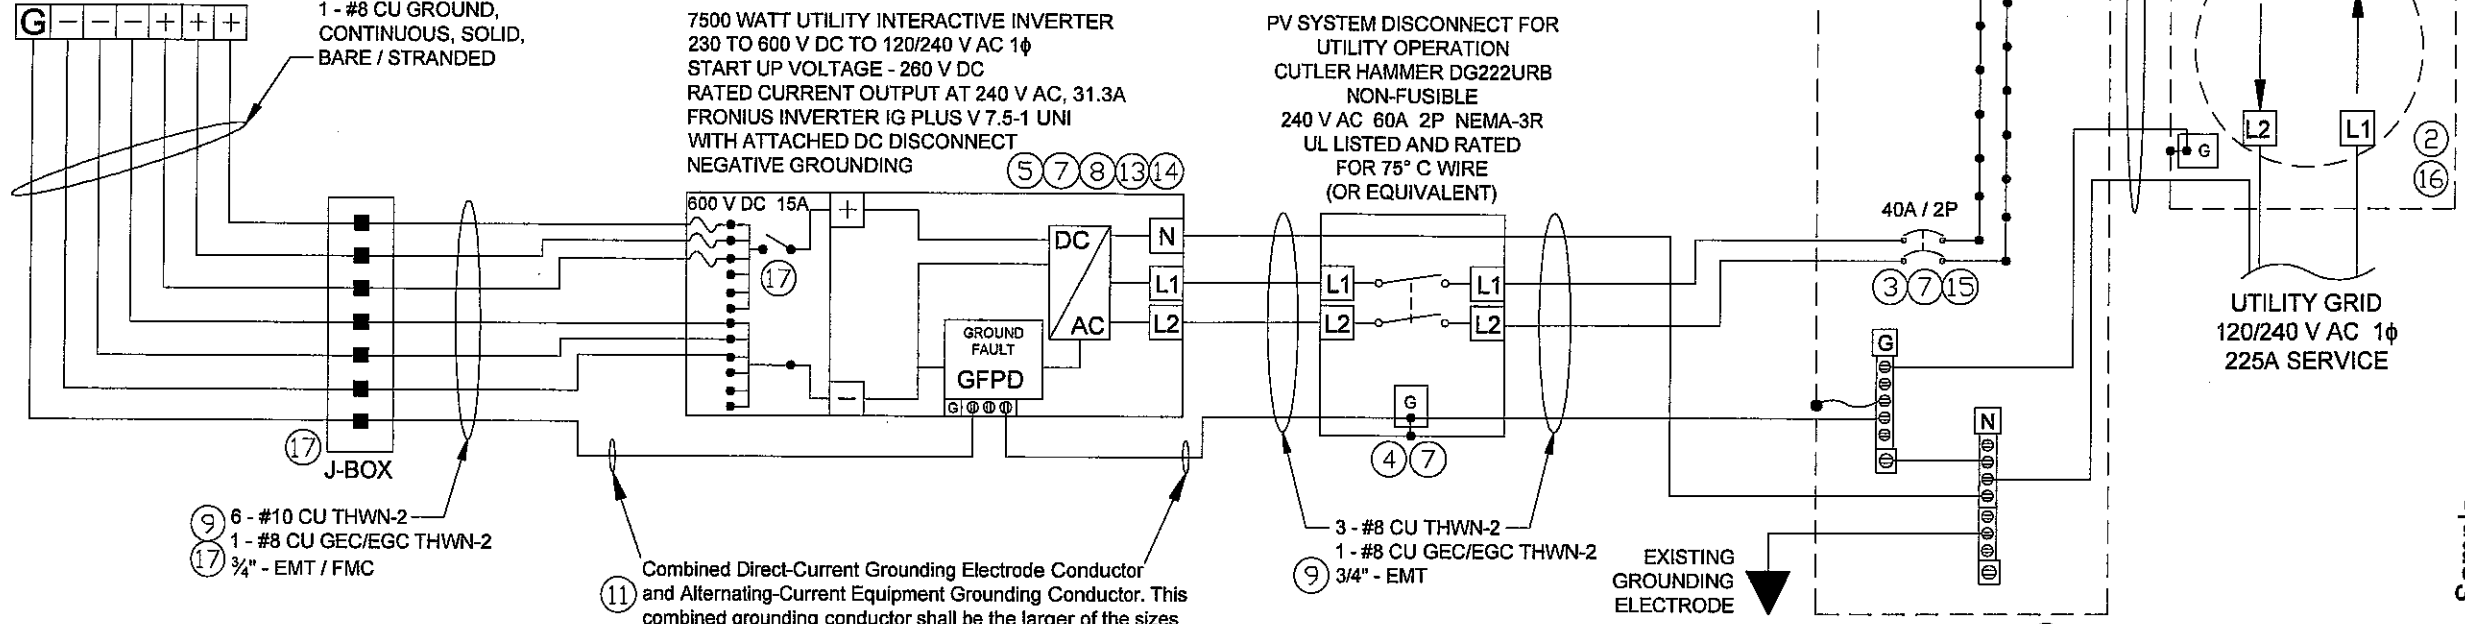 G - - - + + +
1 - #8 CU GROUND,
CONTINUOUS, SOLID,
BARE / STRANDED
7500 WATT UTILITY INTERACTIVE INVERTER
230 TO 600 V DC TO 120/240 V AC 1ϕ
START UP VOLTAGE - 260 V DC
RATED CURRENT OUTPUT AT 240 V AC, 31.3A
FRONIUS INVERTER IG PLUS V 7.5-1 UNI
WITH ATTACHED DC DISCONNECT
NEGATIVE GROUNDING
5 7 8 13 14
PV SYSTEM DISCONNECT FOR
UTILITY OPERATION
CUTLER HAMMER DG222URB
NON-FUSIBLE
240 V AC 60A 2P NEMA-3R
UL LISTED AND RATED
FOR 75° C WIRE
(OR EQUIVALENT)
L2 L1
G
2
16
600 V DC 15A
+
17
-
DC
AC
N
L1
L2
GROUND
FAULT
GFPD
G
L1 L1
L2 L2
G
4 7
40A / 2P
3 7 15
G
N
UTILITY GRID
120/240 V AC 1ϕ
225A SERVICE
17
J-BOX
9 6 - #10 CU THWN-2
1 - #8 CU GEC/EGC THWN-2
17 ¾" - EMT / FMC
Combined Direct-Current Grounding Electrode Conductor
11 and Alternating-Current Equipment Grounding Conductor. This
combined grounding conductor shall be the larger of the sizes
3 - #8 CU THWN-2
1 - #8 CU GEC/EGC THWN-2
9 3/4" - EMT
EXISTING
GROUNDING
ELECTRODE